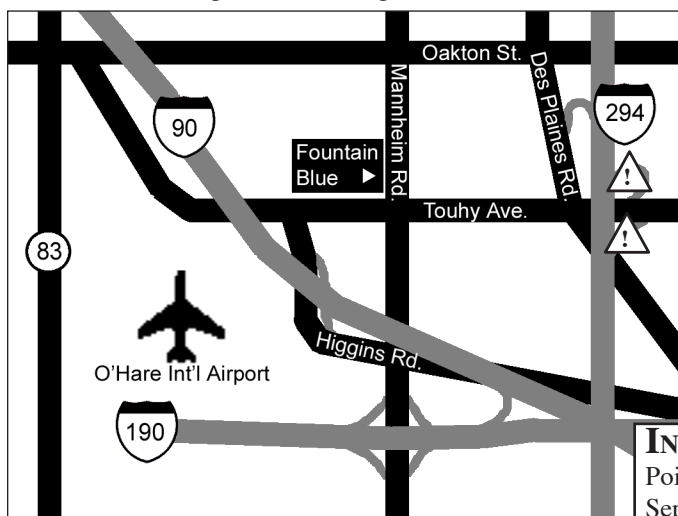 Oakton St.
Mannheim Rd.
Des Plaines Rd.
294
90
Fountain
Blue
!
Touhy Ave.
!
83
Higgins Rd.
O'Hare Int'l Airport
190